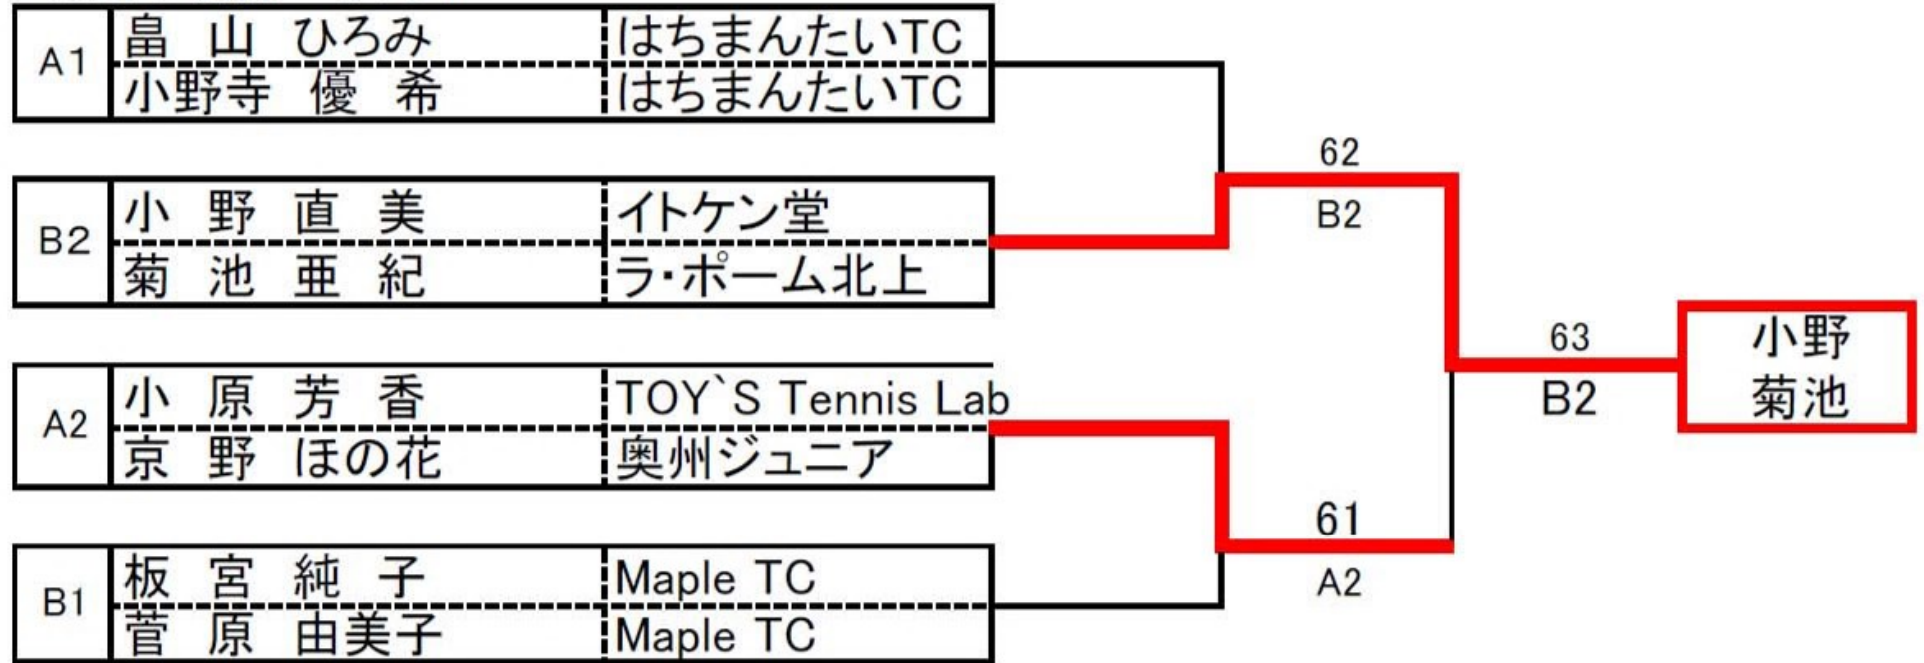 A1
畠 山 ひろみ はちまんたいTC
小野寺 優 希 はちまんたいTC
62
B2
B2
小 野 直 美 イトケン堂
菊 池 亜 紀 ラ・ポーム北上
63
B2
小野
菊池
A2
小 原 芳 香 TOY`S Tennis Lab
京 野 ほの花 奥州ジュニア
61
A2
B1
板 宮 純 子 Maple TC
菅 原 由美子 Maple TC